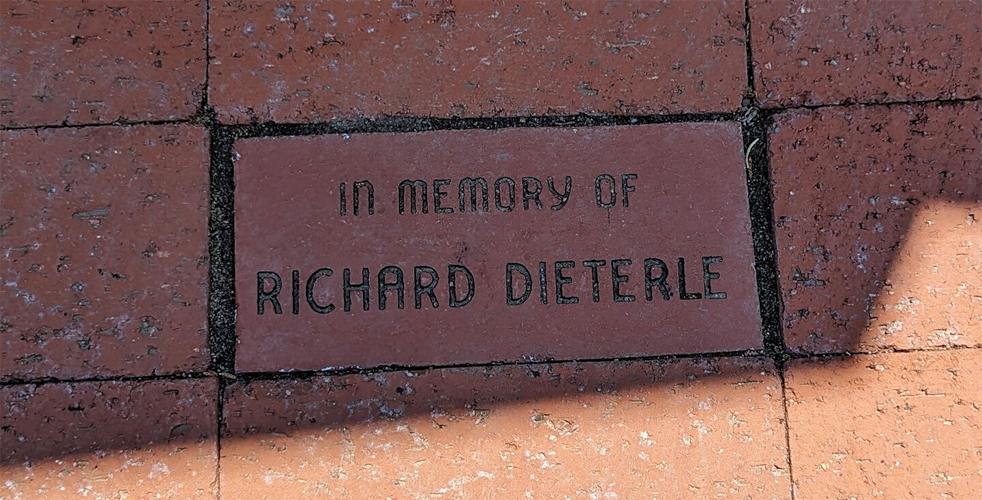 IN MEMORY OF
RICHARD DIETERLE